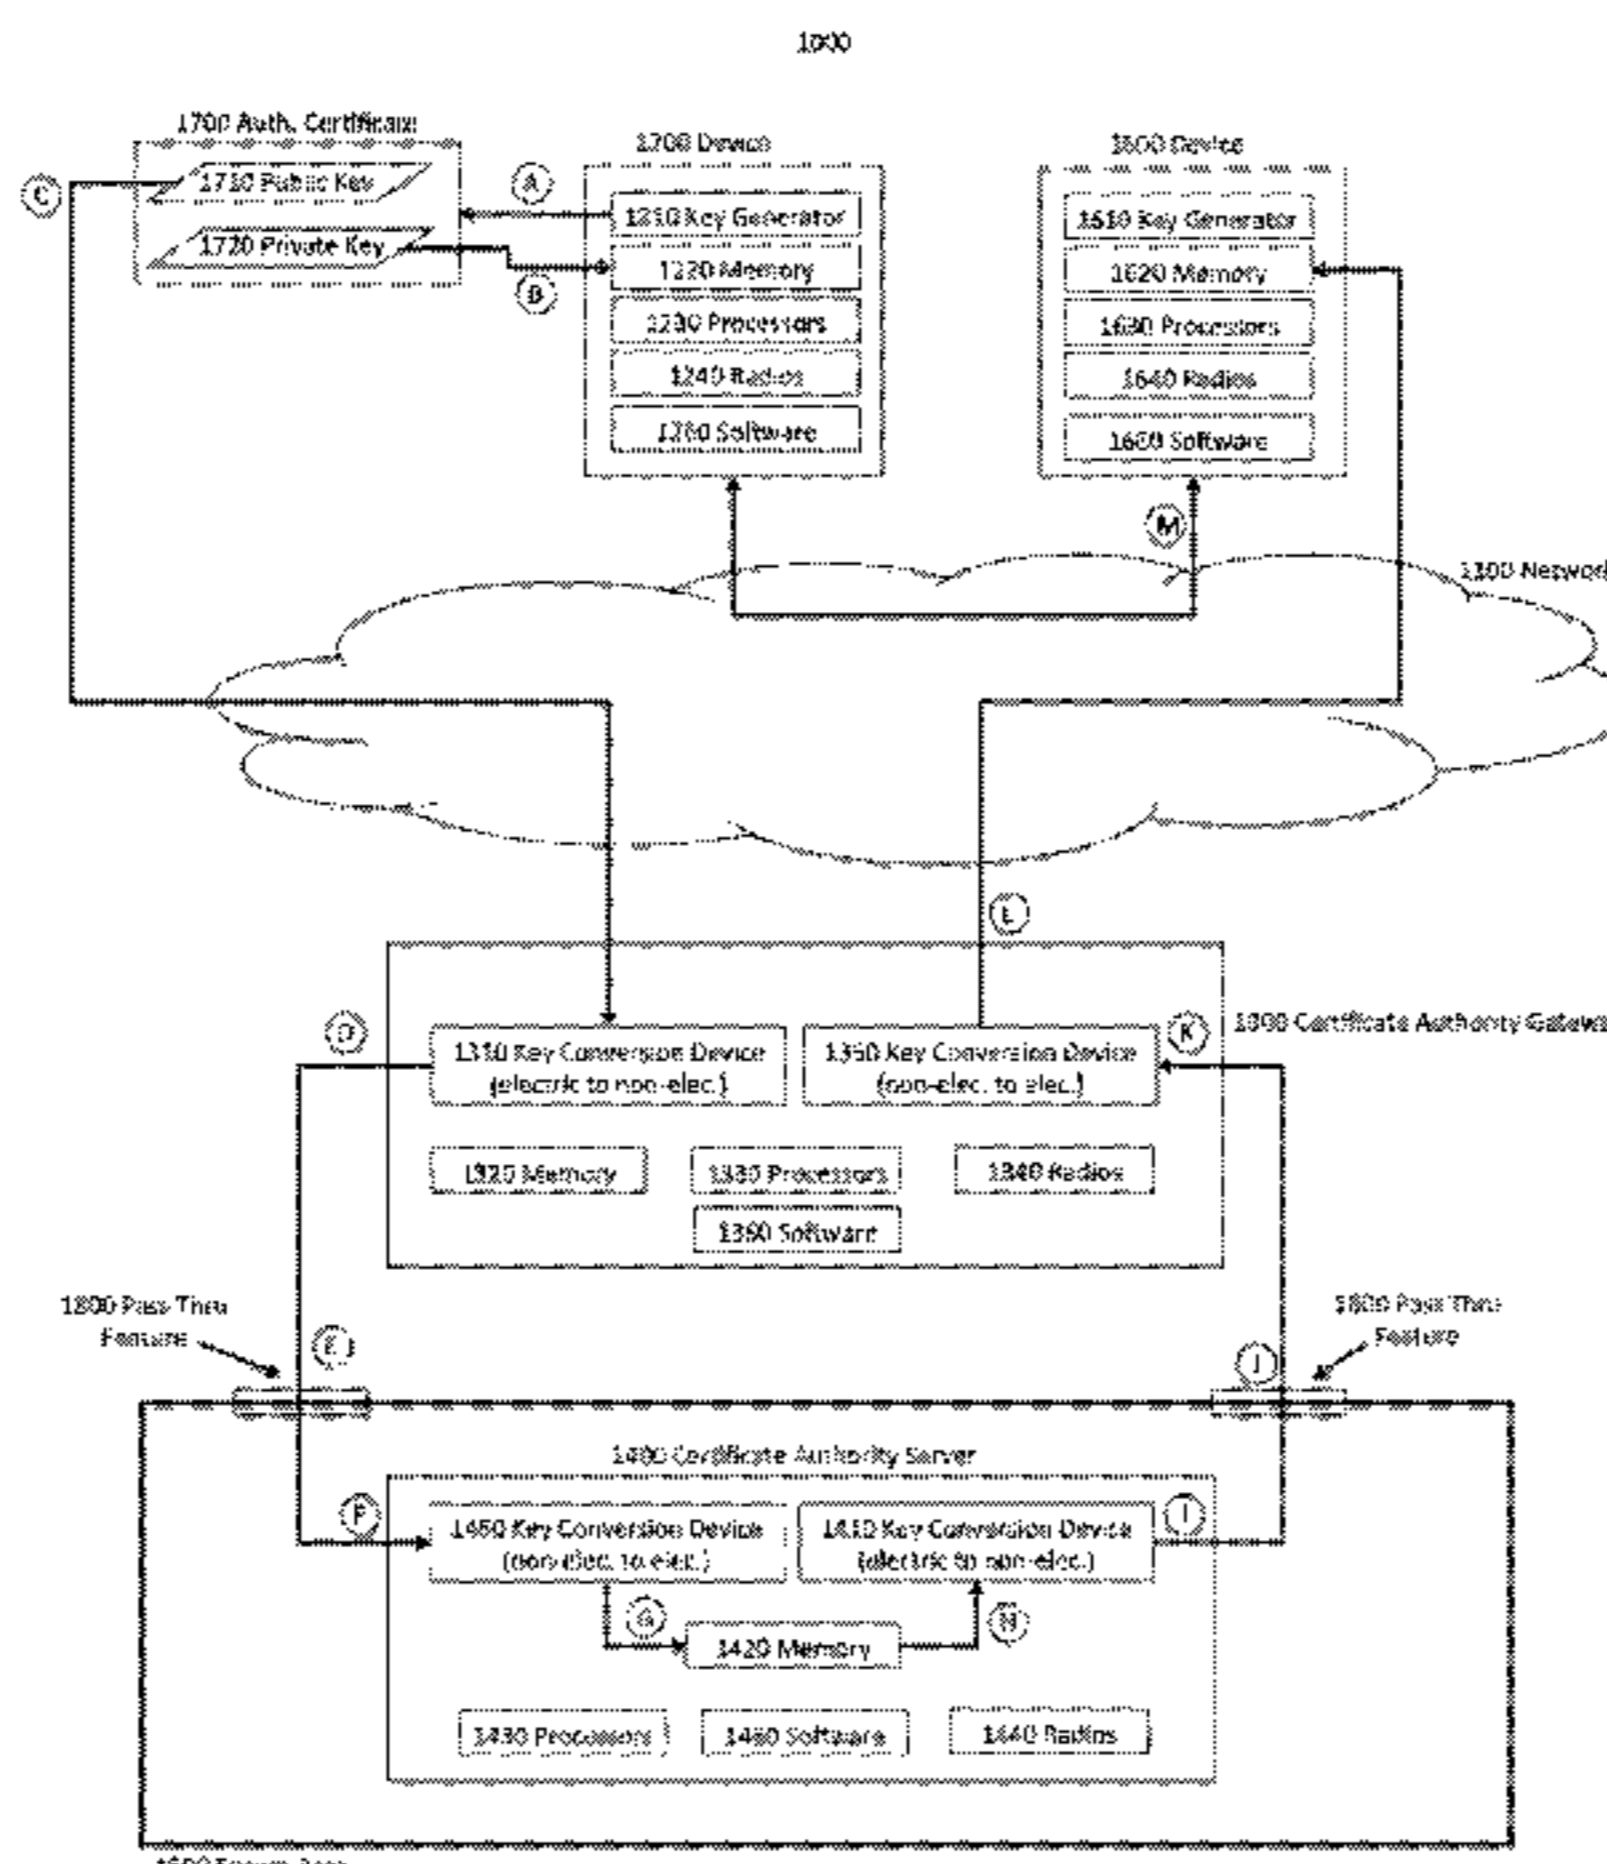 1000
1700 Auth. Certificate
1710 Public Key
1720 Private Key
A
B
C
1200 Device
1210 Key Generator
1220 Memory
1230 Processors
1240 Radios
1260 Software
1600 Device
1610 Key Generator
1620 Memory
1630 Processors
1640 Radios
1660 Software
M
1100 Networ
L
D
1310 Key Conversion Device
(electric to non-elec.)
1350 Key Conversion Device
(non-elec. to elec.)
K
1300 Certificate Authority Gatewa
1320 Memory
1330 Processors
1340 Radios
1360 Software
1800 Pass Thru
Feature
E
J
1800 Pass Thru
Feature
1400 Certificate Authority Server
F
1450 Key Conversion Device
(non-elec. to elec.)
1410 Key Conversion Device
(electric to non-elec.)
I
G
1420 Memory
H
1430 Processors
1460 Software
1440 Radios